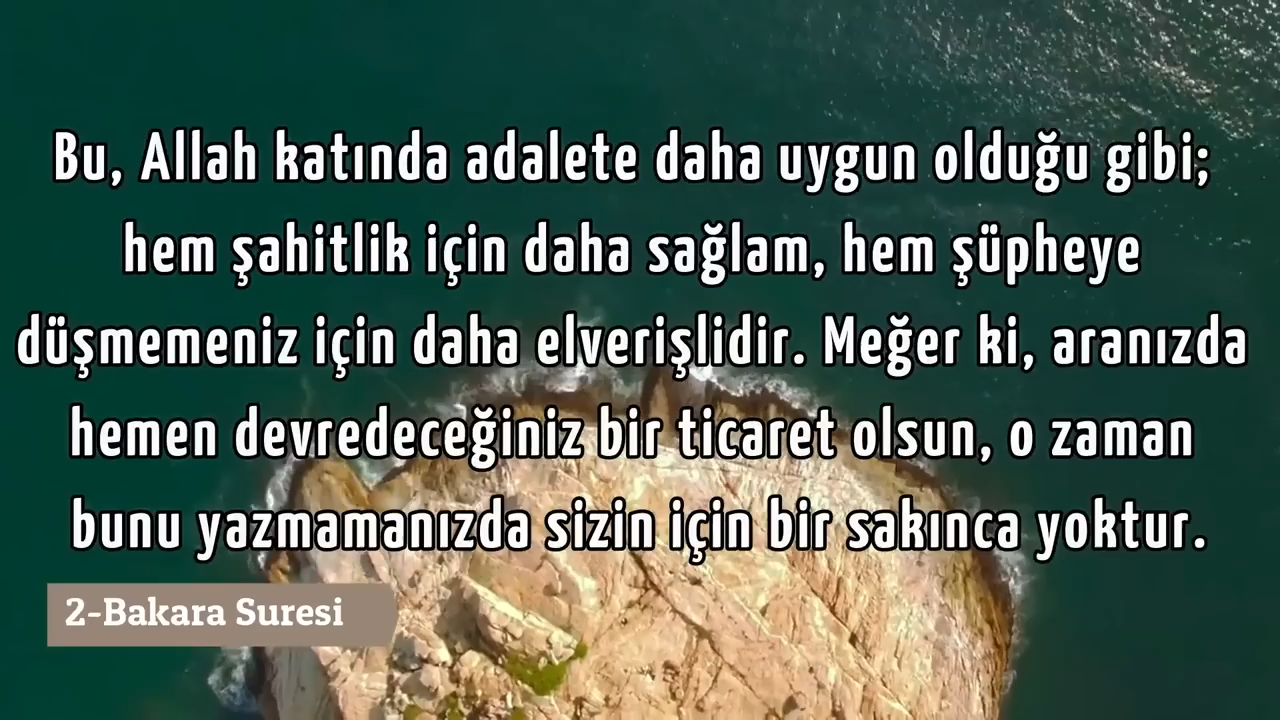 Bu, Allah katında adalete daha uygun olduğu gibi;
hem şahitlik için daha sağlam, hem şüpheye
düşmemeniz için daha elverişlidir. Meğer ki, aranızda
hemen devredeceğiniz bir ticaret olsun, o zaman
bunu yazmamanızda sizin için bir sakınca yoktur.
2-Bakara Suresi